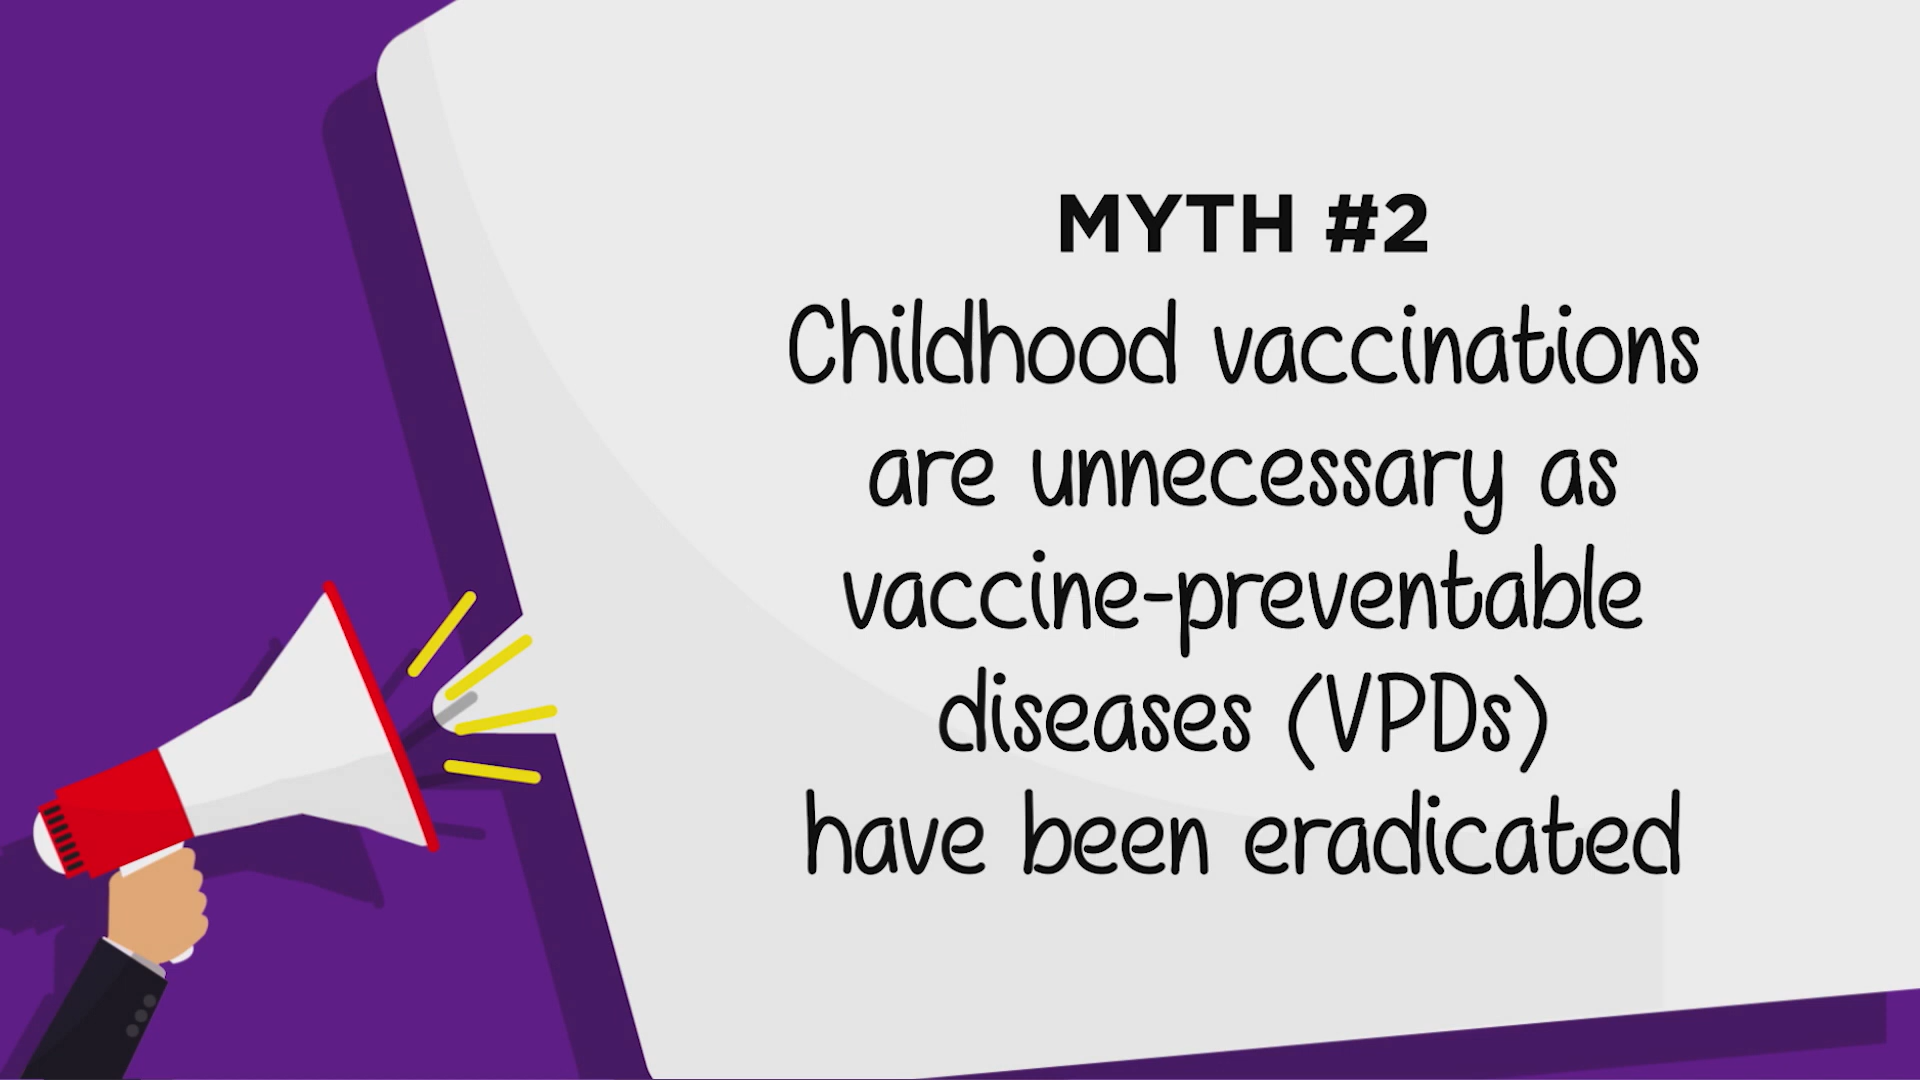 MYTH #2
Childhood vaccinations
are unnecessary as
vaccine-preventable
diseases (VPDs)
have been eradicated